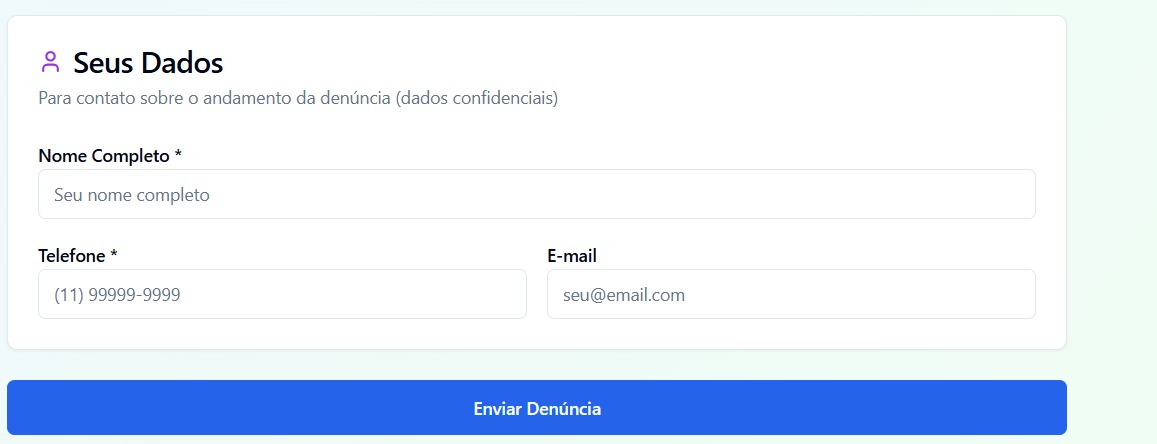 Seus Dados
Para contato sobre o andamento da denúncia (dados confidenciais)
Nome Completo *
Seu nome completo
Telefone *
E-mail
(11) 99999-9999
seu@email.com
Enviar Denúncia